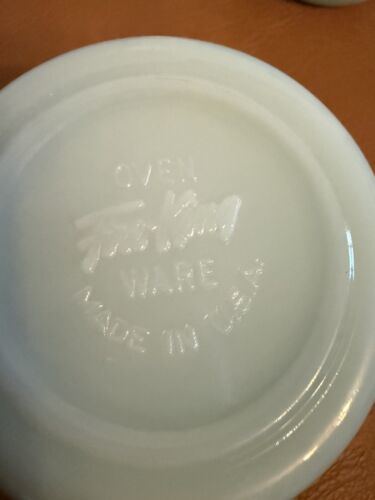 OVEN
Fire-King
WARE
MADE IN U.S.A.